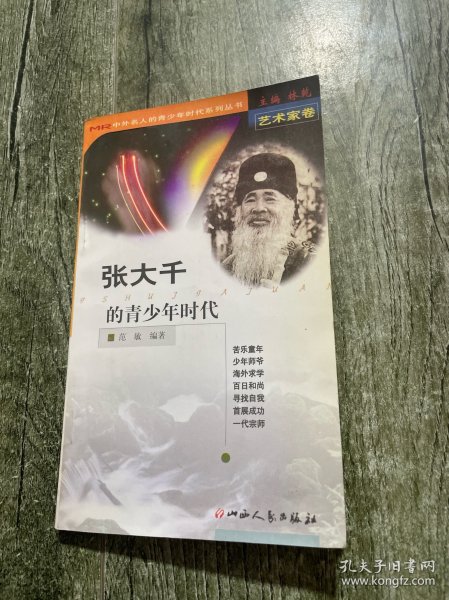 MR中外名人的青少年时代系列丛书
主编 林乾
艺术家卷
张大千
YISHUJIAJUAN
的青少年时代
范敏 编著
苦乐童年
少年师爷
海外求学
百日和尚
寻找自我
首展成功
一代宗师
山西人民出版社
孔夫子旧书网
www.kongfz.com